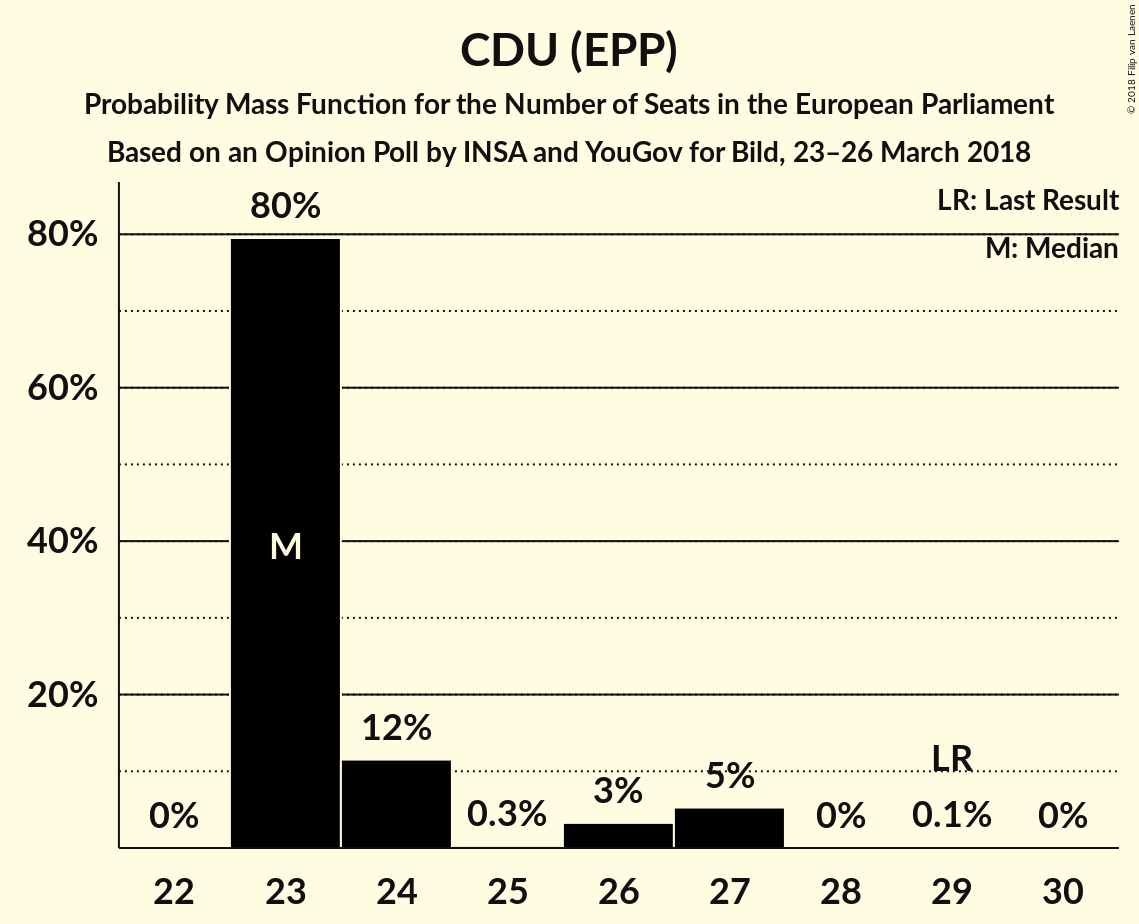 CDU (EPP)
Probability Mass Function for the Number of Seats in the European Parliament
Based on an Opinion Poll by INSA and YouGov for Bild, 23–26 March 2018
© 2018 Filip van Laenen
LR: Last Result
M: Median
80%
60%
40%
20%
0%
80%
M
12%
0.3%
3%
5%
0%
LR
0.1%
0%
22 23 24 25 26 27 28 29 30